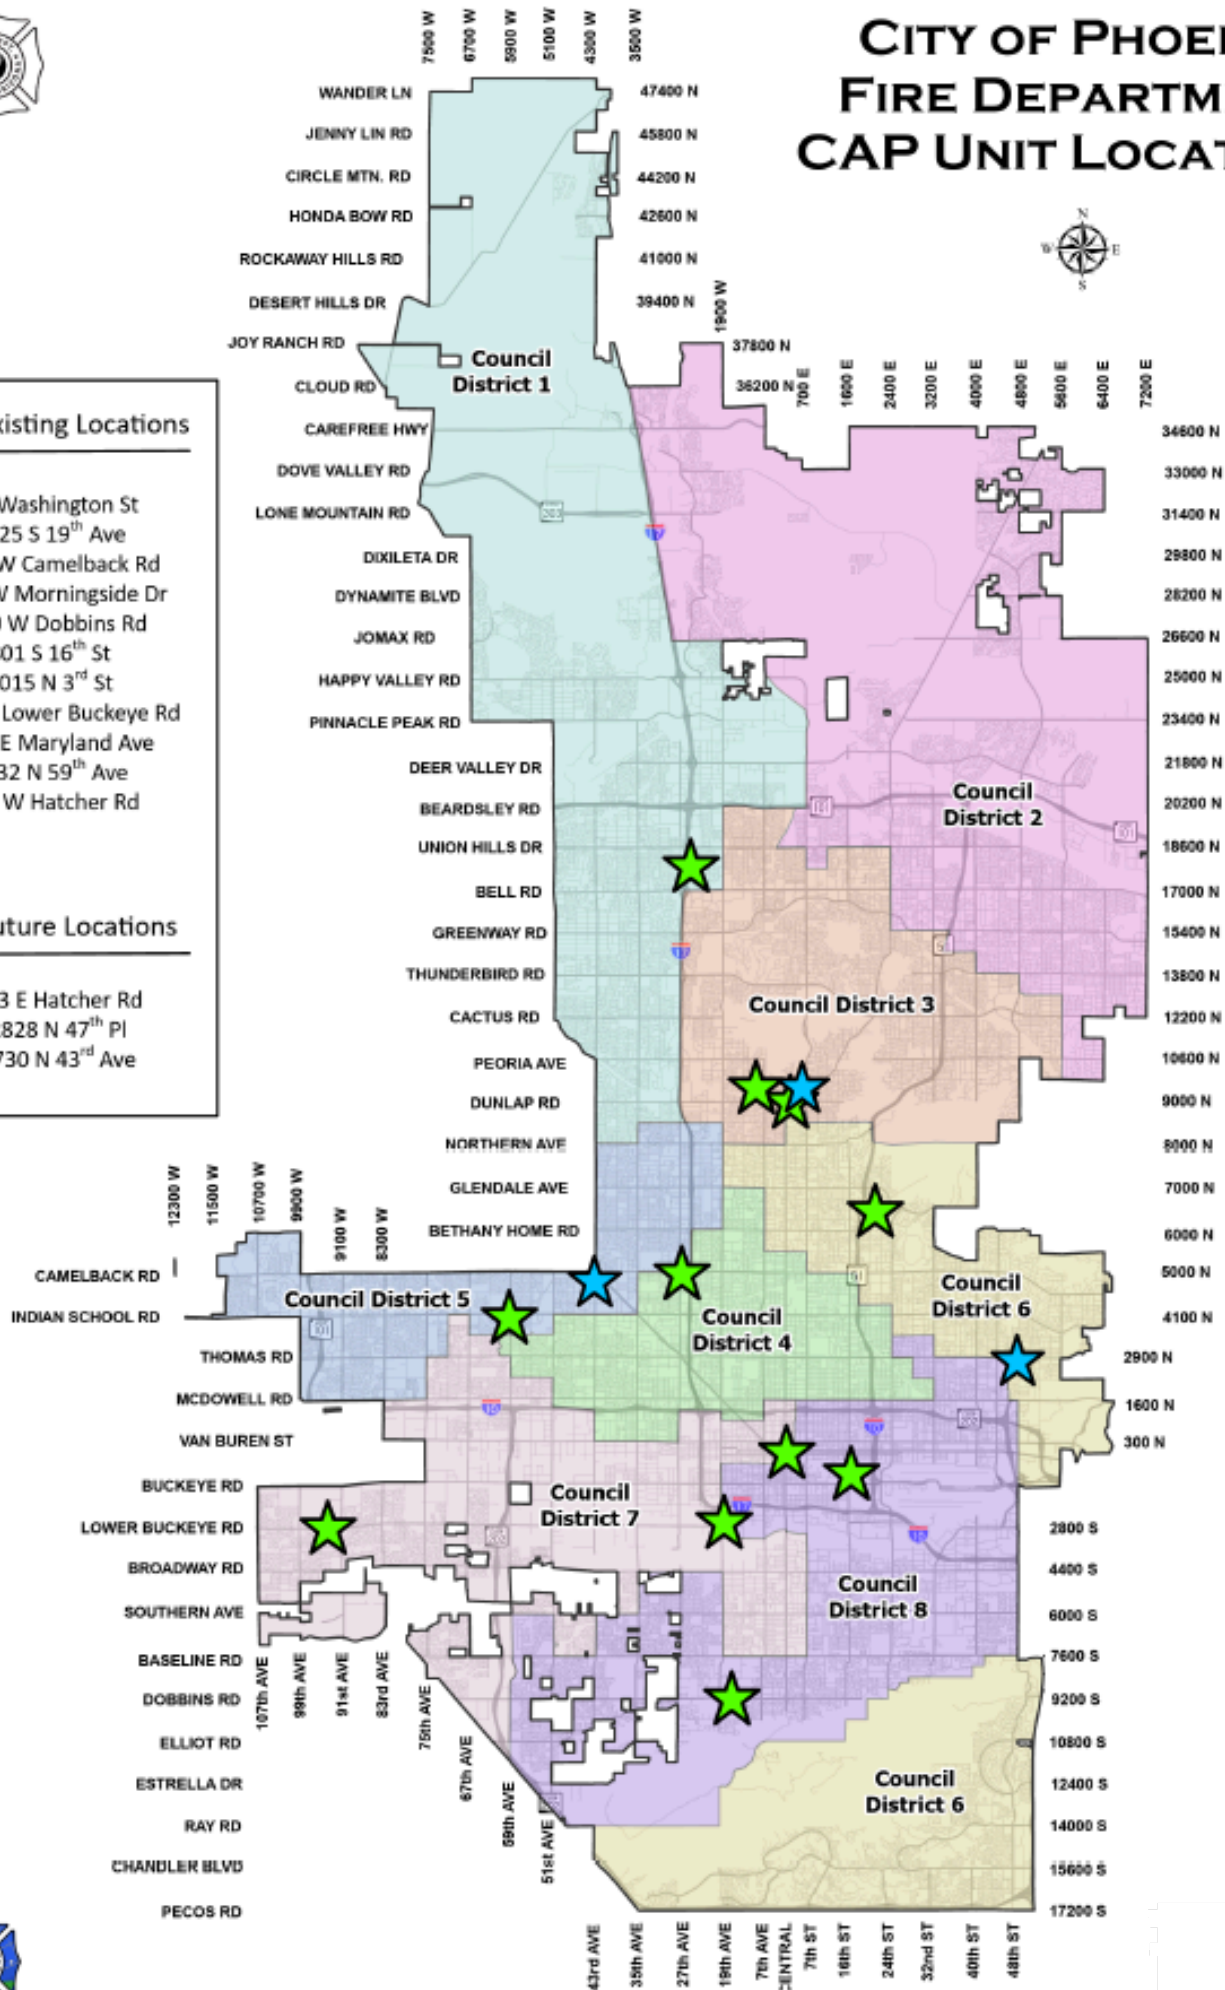 CITY OF PHOE
FIRE DEPARTM
CAP UNIT LOCAT
N
W E
S
7500 W
6700 W
5900 W
5100 W
4300 W
3500 W
WANDER LN
47400 N
JENNY LIN RD
45800 N
CIRCLE MTN. RD
44200 N
HONDA BOW RD
42600 N
ROCKAWAY HILLS RD
41000 N
DESERT HILLS DR
39400 N
1900 W
JOY RANCH RD
37800 N
Council
District 1
CLOUD RD
36200 N
700 E
1600 E
2400 E
3200 E
4000 E
4800 E
5600 E
6400 E
7200 E
CAREFREE HWY
34600 N
DOVE VALLEY RD
33000 N
LONE MOUNTAIN RD
303
31400 N
17
DIXILETA DR
29800 N
DYNAMITE BLVD
28200 N
JOMAX RD
26600 N
HAPPY VALLEY RD
25000 N
PINNACLE PEAK RD
23400 N
DEER VALLEY DR
21800 N
Council
District 2
BEARDSLEY RD
101
20200 N
101
UNION HILLS DR
18600 N
BELL RD
17000 N
GREENWAY RD
15400 N
17
51
THUNDERBIRD RD
13800 N
Council District 3
CACTUS RD
12200 N
PEORIA AVE
10600 N
DUNLAP RD
9000 N
NORTHERN AVE
8000 N
GLENDALE AVE
7000 N
BETHANY HOME RD
6000 N
xisting Locations
Washington St
25 S 19th Ave
W Camelback Rd
W Morningside Dr
W Dobbins Rd
01 S 16th St
015 N 3rd St
Lower Buckeye Rd
E Maryland Ave
32 N 59th Ave
W Hatcher Rd
uture Locations
3 E Hatcher Rd
828 N 47th Pl
730 N 43rd Ave
12300 W
11500 W
10700 W
9900 W
9100 W
8300 W
CAMELBACK RD
5000 N
51
Council District 5
Council
District 6
INDIAN SCHOOL RD
4100 N
101
Council
District 4
THOMAS RD
2900 N
MCDOWELL RD
1600 N
10
10
202
VAN BUREN ST
300 N
BUCKEYE RD
Council
District 7
17
LOWER BUCKEYE RD
2800 S
10
BROADWAY RD
4400 S
Council
District 8
SOUTHERN AVE
6000 S
BASELINE RD
7600 S
DOBBINS RD
9200 S
107th AVE
99th AVE
91st AVE
83rd AVE
75th AVE
67th AVE
59th AVE
51st AVE
ELLIOT RD
10800 S
ESTRELLA DR
12400 S
Council
District 6
RAY RD
14000 S
CHANDLER BLVD
15600 S
PECOS RD
17200 S
43rd AVE
35th AVE
27th AVE
19th AVE
7th AVE
CENTRAL
7th ST
16th ST
24th ST
32nd ST
40th ST
48th ST